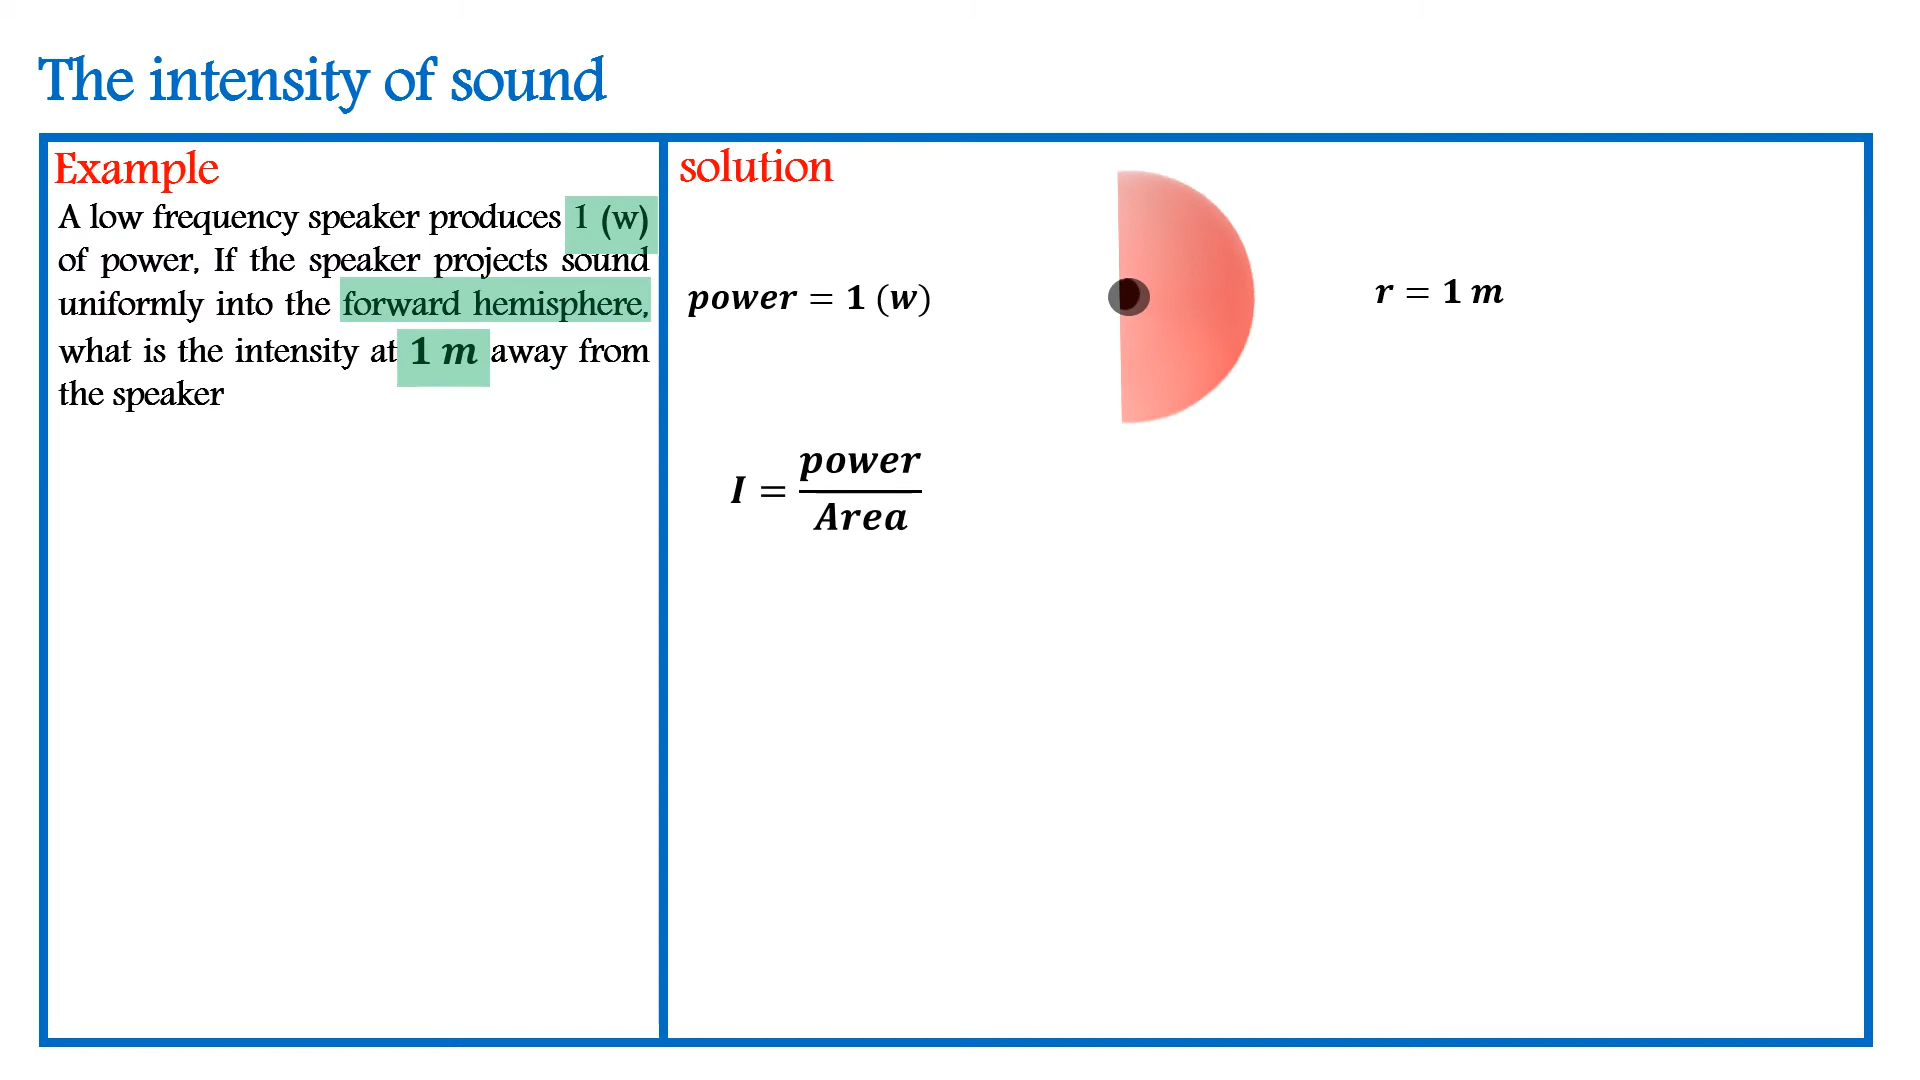 The intensity of sound
Example
A low frequency speaker produces 1 (w)
of power, If the speaker projects sound
uniformly into the forward hemisphere,
what is the intensity at 1 m away from
the speaker
solution
power = 1 (w)
r = 1 m
I = power / Area